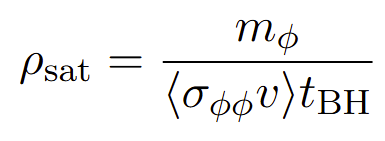 ρ_sat = m_ϕ / (⟨σ_ϕϕ v⟩ t_BH)